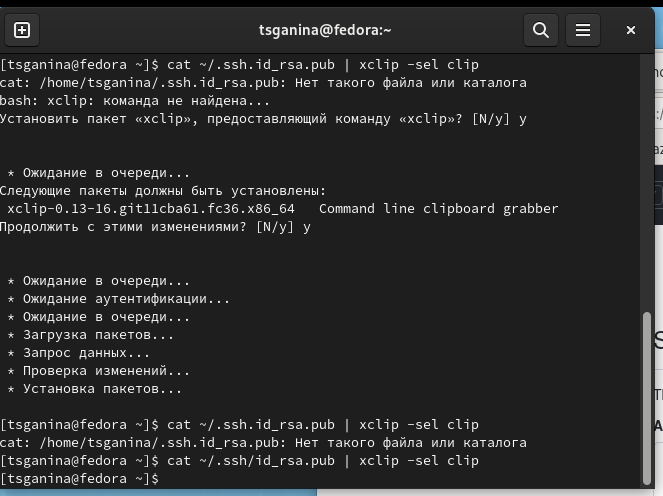 tsganina@fedora:~
[tsganina@fedora ~]$ cat ~/.ssh.id_rsa.pub | xclip -sel clip
cat: /home/tsganina/.ssh.id_rsa.pub: Нет такого файла или каталога
bash: xclip: команда не найдена...
Установить пакет «xclip», предоставляющий команду «xclip»? [N/y] y
* Ожидание в очереди...
Следующие пакеты должны быть установлены:
xclip-0.13-16.git11cba61.fc36.x86_64   Command line clipboard grabber
Продолжить с этими изменениями? [N/y] y
* Ожидание в очереди...
* Ожидание аутентификации...
* Ожидание в очереди...
* Загрузка пакетов...
* Запрос данных...
* Проверка изменений...
* Установка пакетов...
[tsganina@fedora ~]$ cat ~/.ssh.id_rsa.pub | xclip -sel clip
cat: /home/tsganina/.ssh.id_rsa.pub: Нет такого файла или каталога
[tsganina@fedora ~]$ cat ~/.ssh/id_rsa.pub | xclip -sel clip
[tsganina@fedora ~]$